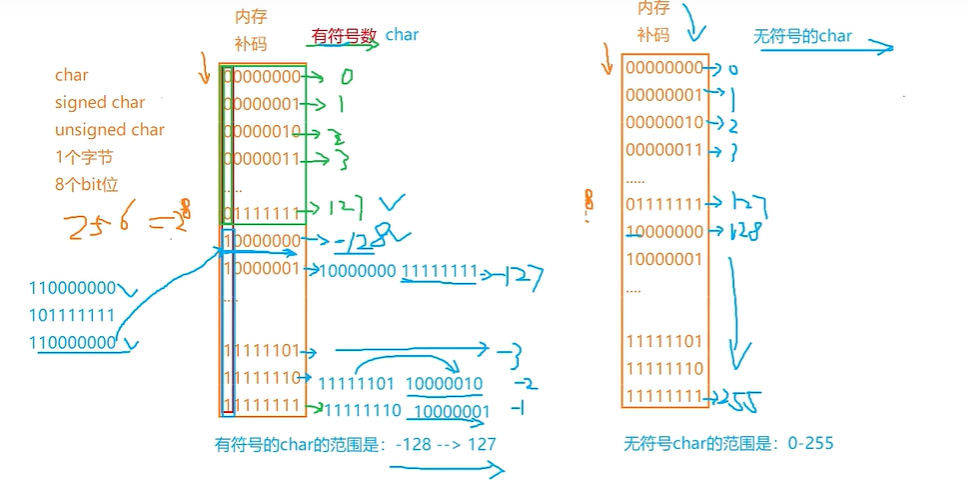 内存
补码
有符号数 char
char
signed char
unsigned char
1个字节
8个bit位
256 = 2^8
00000000 0
00000001 1
00000010 2
00000011 3
.....
01111111 127
10000000 -128
10000001 10000000 11111111 -127
....
11111101 -3
11111110 11111101 10000010 -2
11111111 11111110 10000001 -1
110000000
101111111
110000000
有符号的char的范围是：-128 --> 127
内存
补码
无符号的char
00000000 0
00000001 1
00000010 2
00000011 3
.....
01111111 127
10000000 128
10000001
....
11111101
11111110
11111111 255
无符号char的范围是：0-255